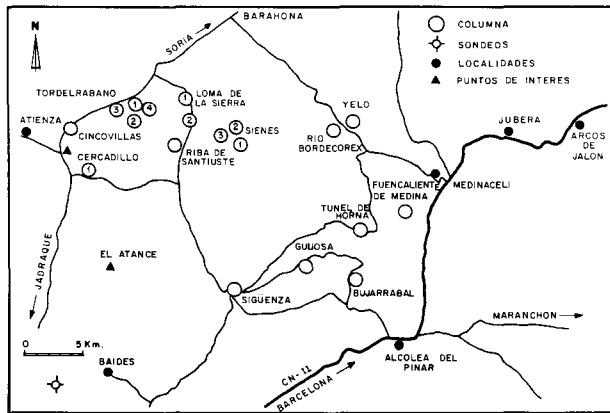 N
SORIA
BARAHONA
COLUMNA
SONDEOS
LOCALIDADES
PUNTOS DE INTERES
TORDELRABANO
3
1
4
2
1
LOMA DE
LA SIERRA
2
ATIENZA
CINCOVILLAS
CERCADILLO
1
RIBA DE
SANTIUSTE
3
2
1
SIENES
YELO
RIO
BORDECOREX
JUBERA
ARCOS
DE
JALON
FUENCALIENTE
DE MEDINA
MEDINACELI
TUNEL DE
HORNA
GUIJOSA
EL ATANCE
JADRAQUE
SIGÜENZA
BUJARRABAL
MARANCHON
0 5 Km.
BAIDES
CN-II
BARCELONA
ALCOLEA DEL
PINAR